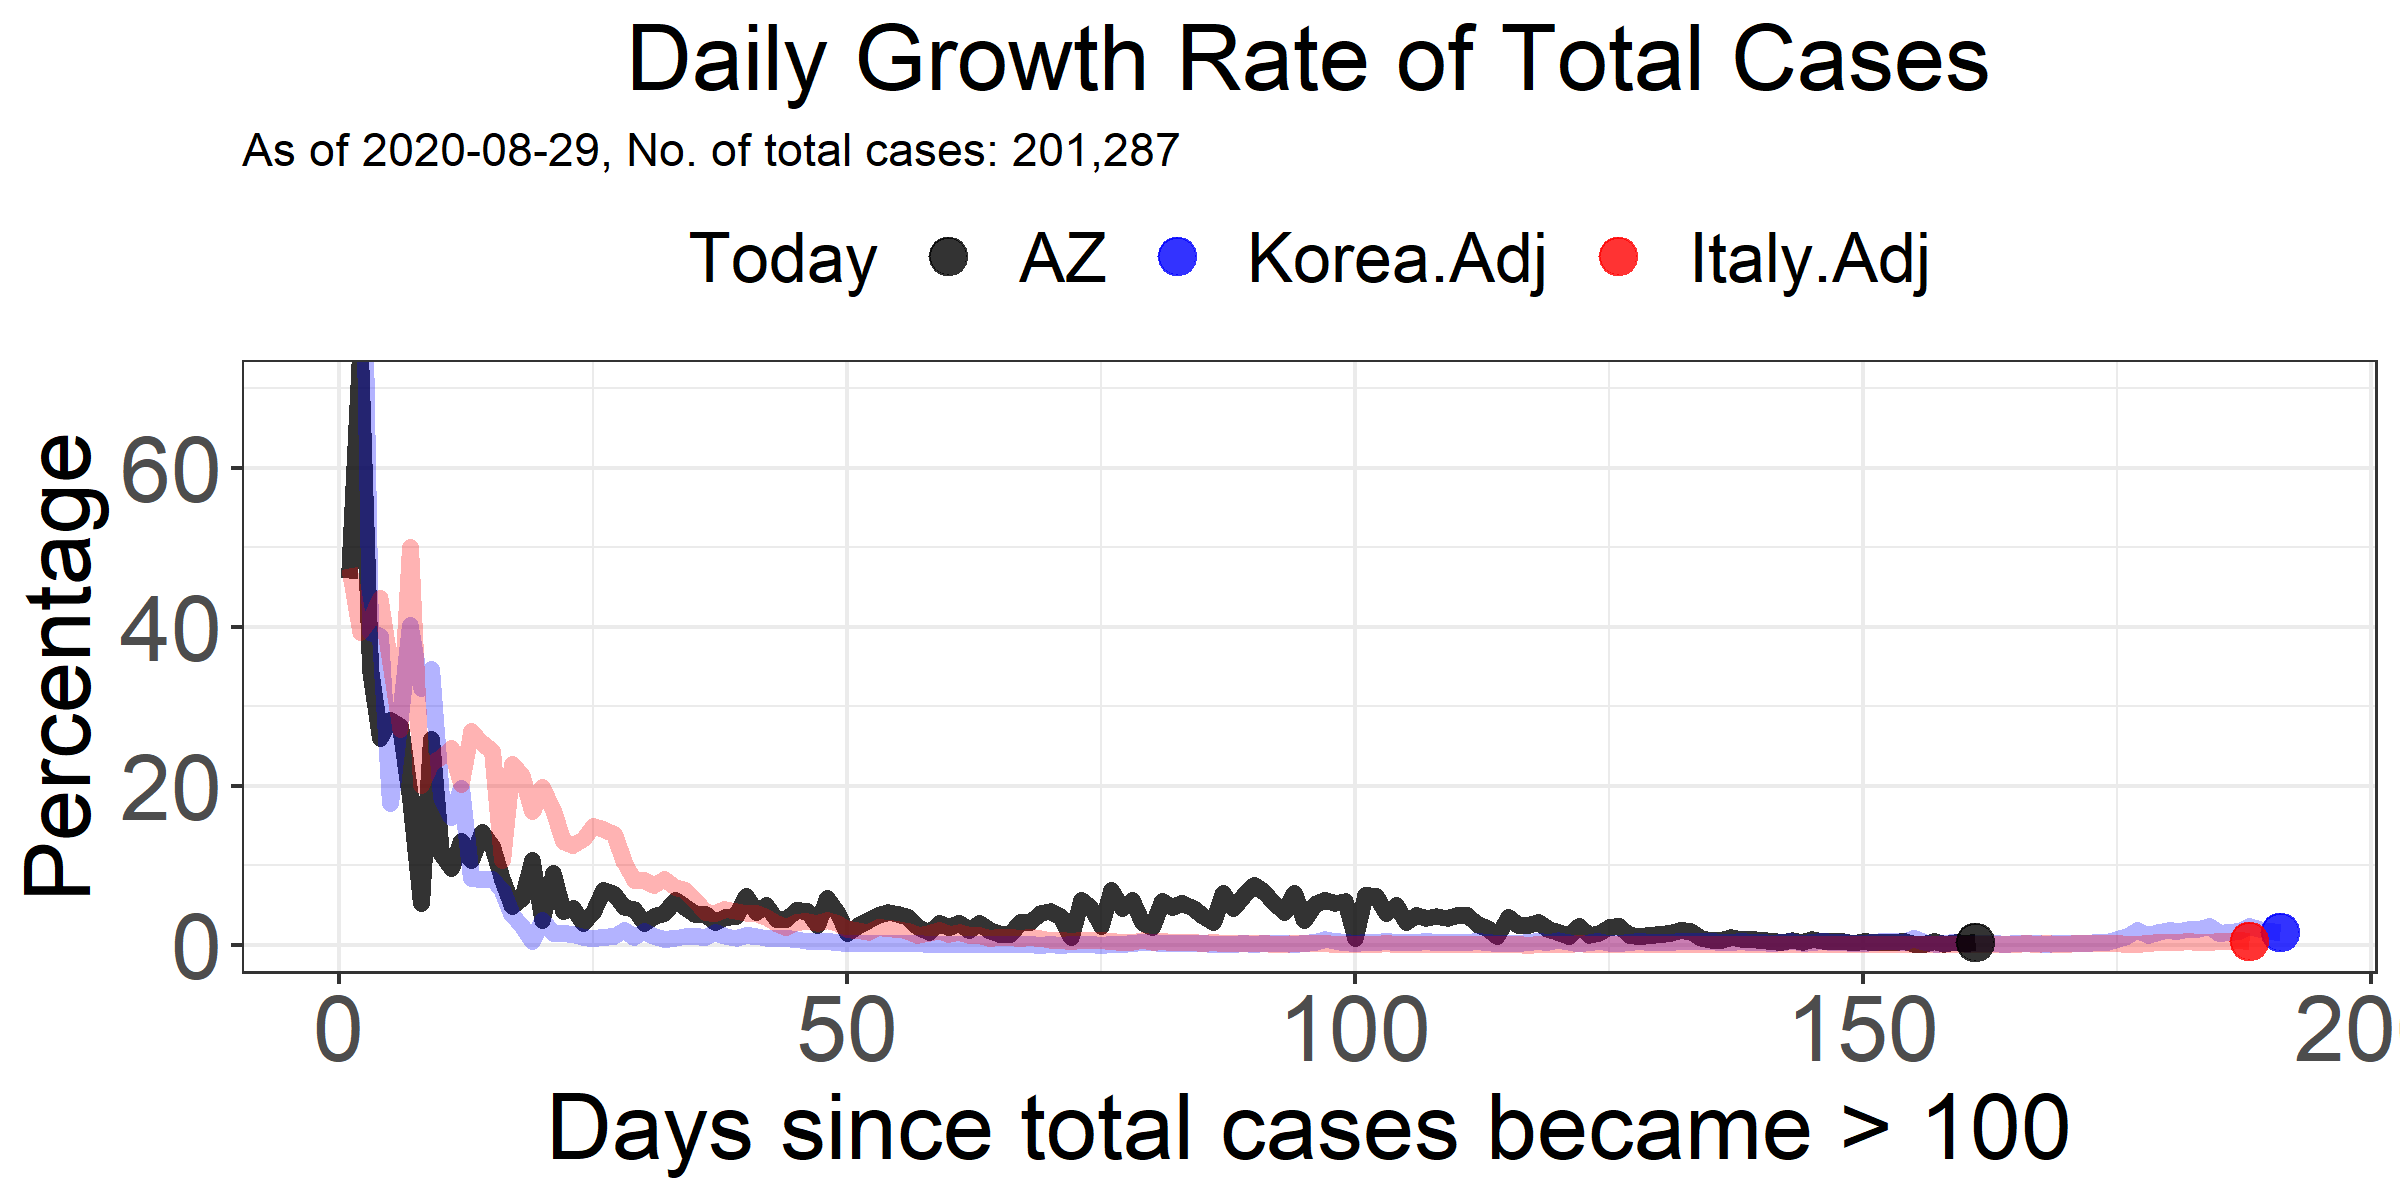 Daily Growth Rate of Total Cases
As of 2020-08-29, No. of total cases: 201,287
Today AZ Korea.Adj Italy.Adj
Percentage
60
40
20
0
0 50 100 150 20
Days since total cases became > 100